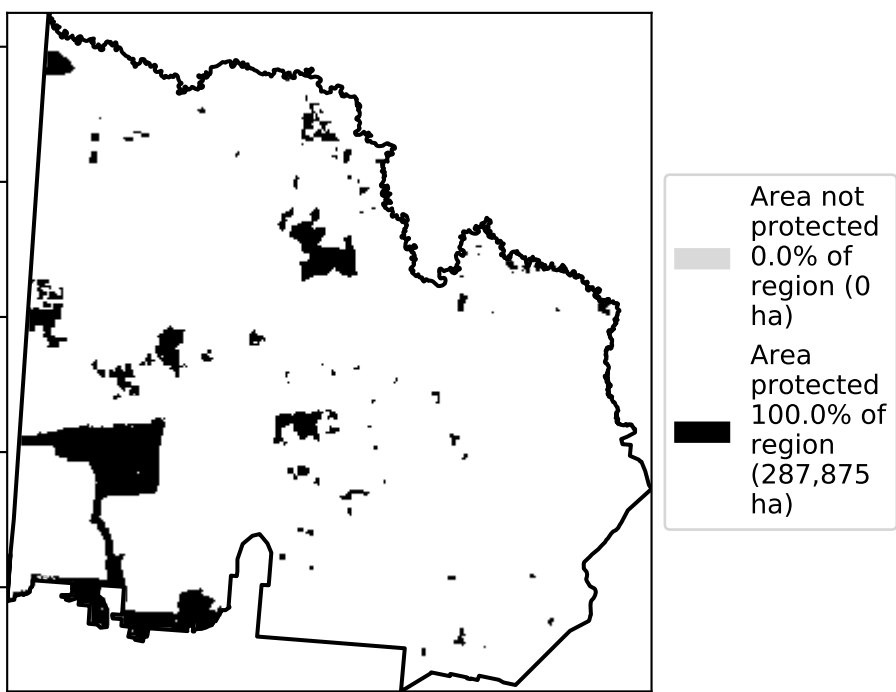 Area not
protected
0.0% of
region (0
ha)
Area
protected
100.0% of
region
(287,875
ha)